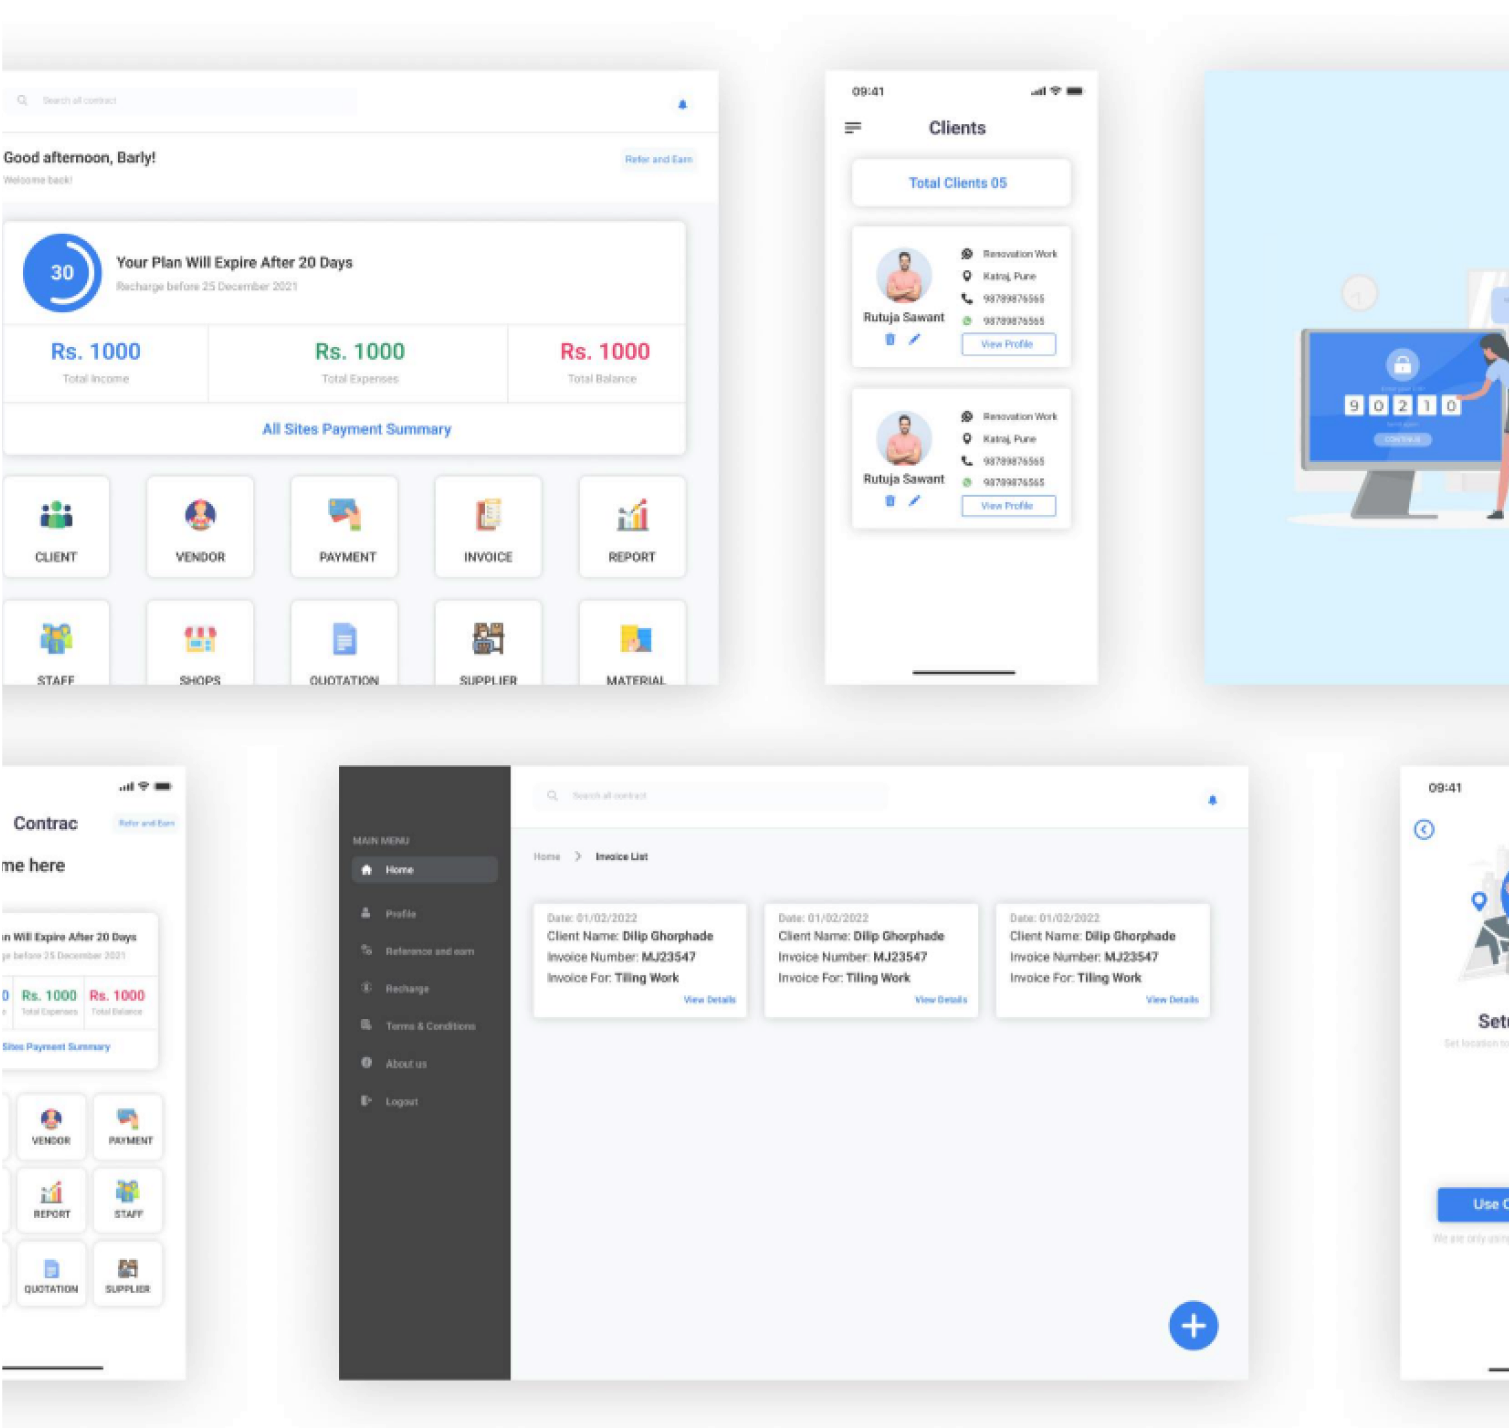 Search all contract
Good afternoon, Barly!
Refer and Earn
Welcome back!
30
Your Plan Will Expire After 20 Days
Recharge before 25 December 2021
Rs. 1000
Rs. 1000
Rs. 1000
Total Income
Total Expenses
Total Balance
All Sites Payment Summary
CLIENT
VENDOR
PAYMENT
INVOICE
REPORT
STAFF
SHOPS
QUOTATION
SUPPLIER
MATERIAL
09:41
Clients
Total Clients 05
Renovation Work
Katraj, Pune
98789876565
Rutuja Sawant
98789876565
View Profile
Renovation Work
Katraj, Pune
98789876565
Rutuja Sawant
98789876565
View Profile
9 0 2 1 0
CONTINUE
Contrac
Refer and Earn
me here
n Will Expire After 20 Days
ge before 25 December 2021
0
Rs. 1000
Rs. 1000
Total Expenses
Total Balance
Sites Payment Summary
VENDOR
PAYMENT
REPORT
STAFF
QUOTATION
SUPPLIER
Search all contract
MAIN MENU
Home
Profile
Reference and earn
Recharge
Terms & Conditions
About us
Logout
Home > Invoice List
Date: 01/02/2022
Client Name: Dilip Ghorphade
Invoice Number: MJ23547
Invoice For: Tiling Work
View Details
Date: 01/02/2022
Client Name: Dilip Ghorphade
Invoice Number: MJ23547
Invoice For: Tiling Work
View Details
Date: 01/02/2022
Client Name: Dilip Ghorphade
Invoice Number: MJ23547
Invoice For: Tiling Work
View Details
09:41
Set
Set location to
Use C
We are only using